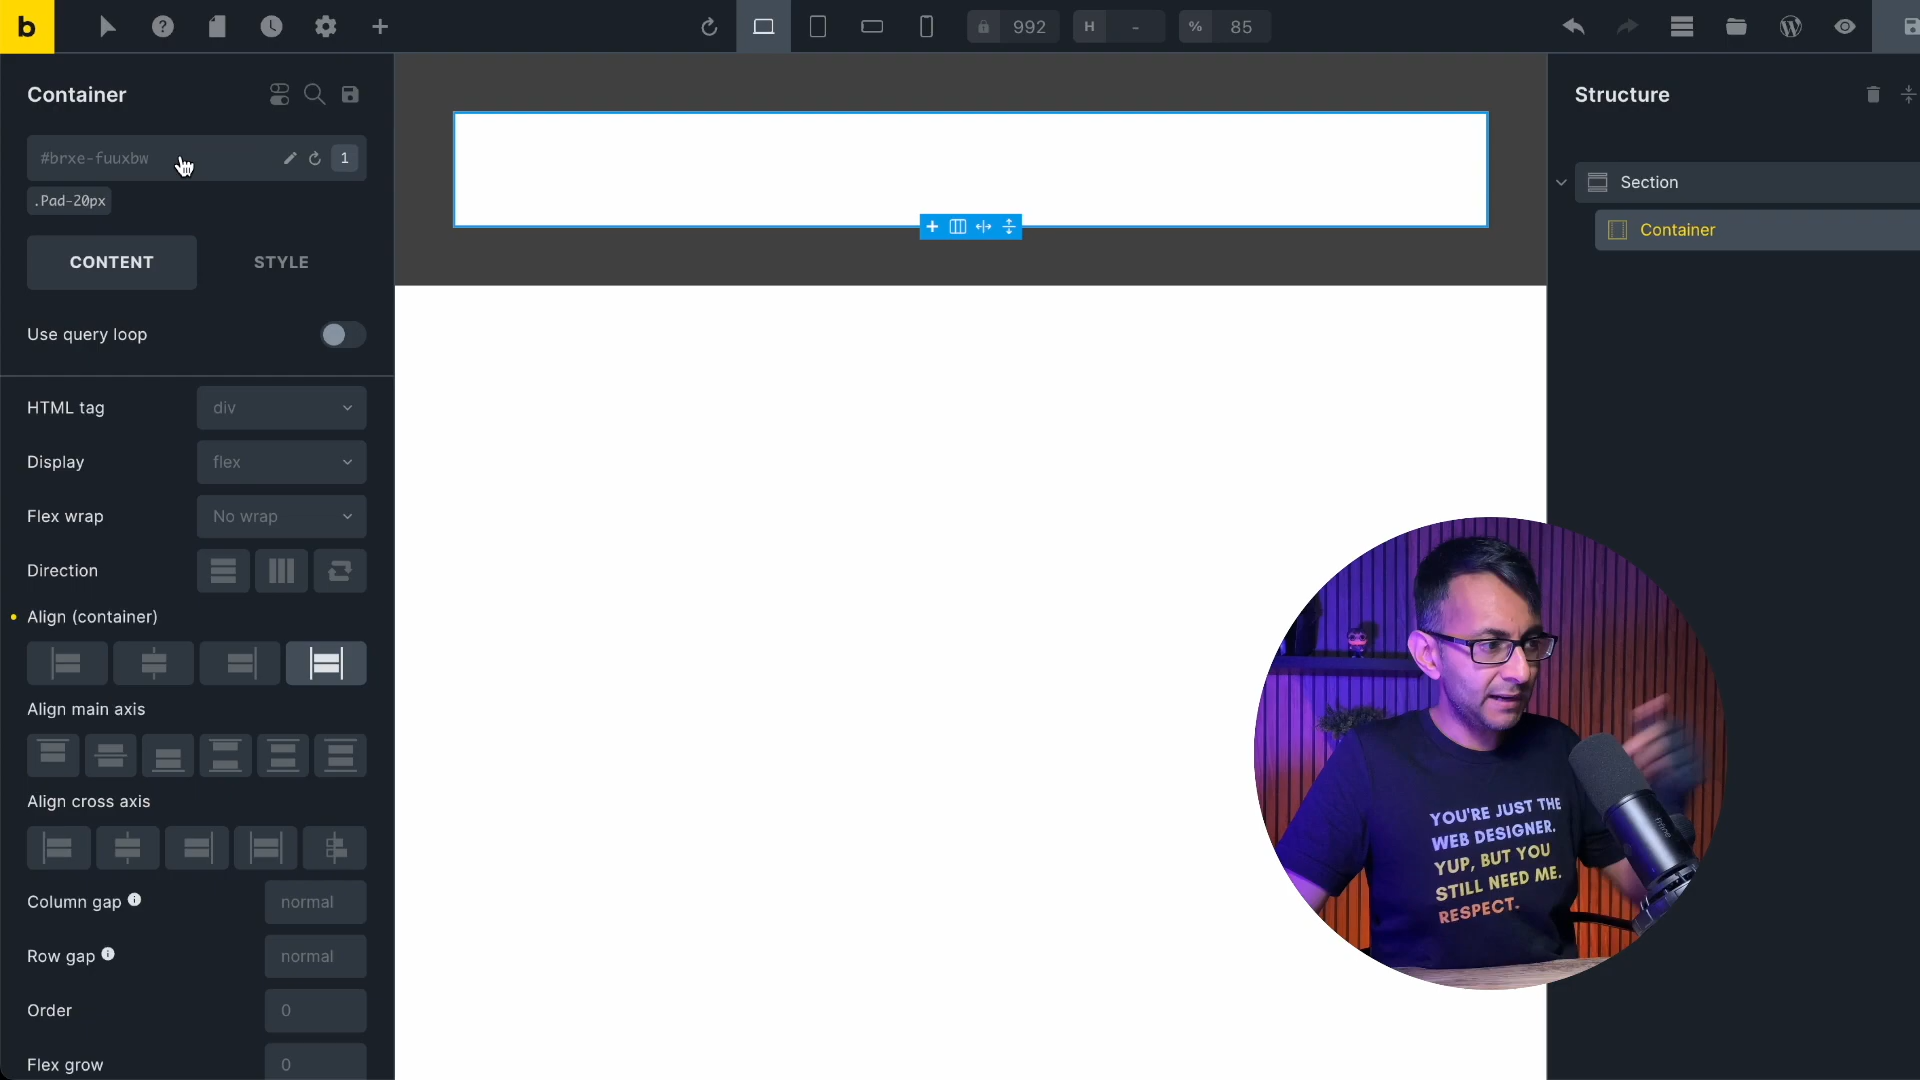 b
992
H
-
%
85
Container
#brxe-fuuxbw
1
.Pad-20px
CONTENT
STYLE
Use query loop
HTML tag
div
Display
flex
Flex wrap
No wrap
Direction
Align (container)
Align main axis
Align cross axis
Column gap
normal
Row gap
normal
Order
0
Flex grow
0
Structure
Section
Container
YOU'RE JUST THE
WEB DESIGNER.
YUP, BUT YOU
STILL NEED ME.
RESPECT.